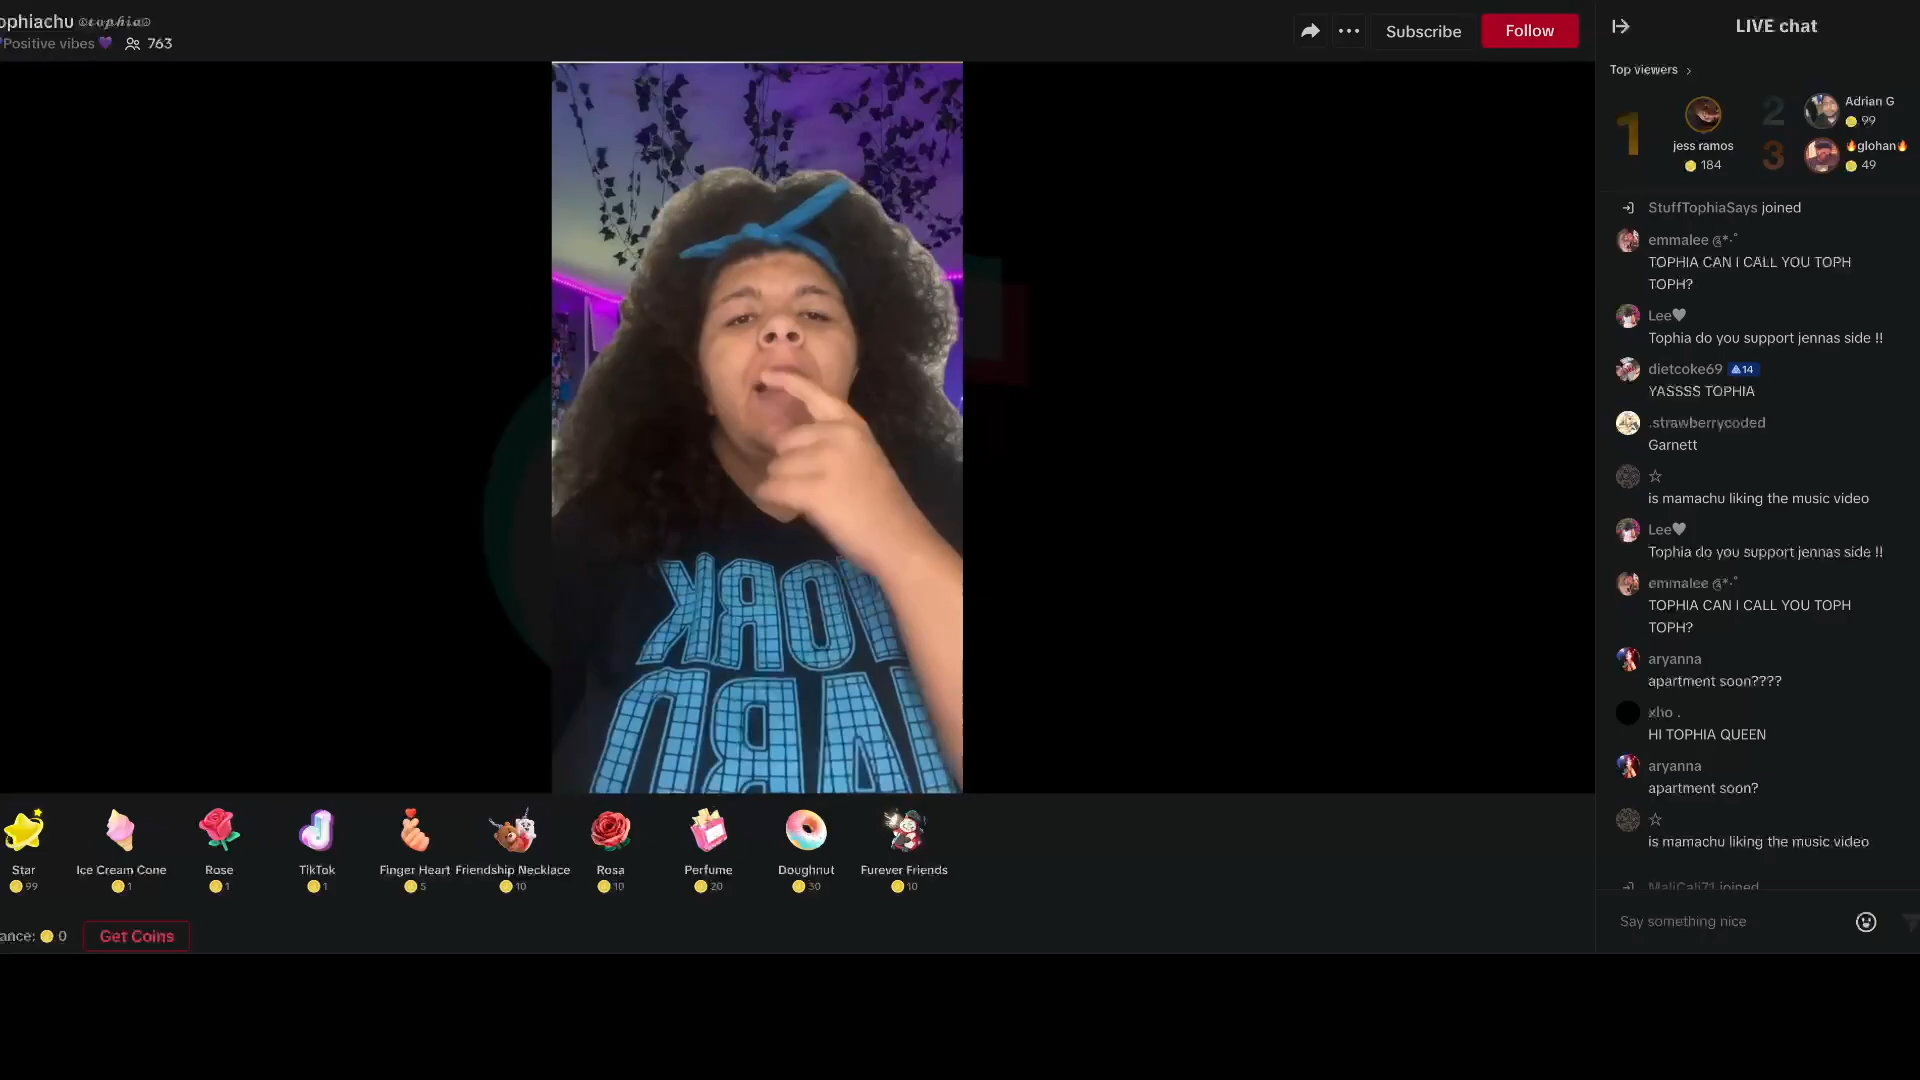 ophiachu @tophia@
Positive vibes 💜 763
Subscribe
Follow
LIVE chat
Top viewers >
1
jess ramos
184
2
Adrian G
99
3
🔥glohan🔥
49
StuffTophiaSays joined
emmalee
TOPHIA CAN I CALL YOU TOPH
TOPH?
Lee🖤
Tophia do you support jennas side !!
dietcoke69 14
YASSSS TOPHIA
.strawberrycoded
Garnett
☆
is mamachu liking the music video
Lee🖤
Tophia do you support jennas side !!
emmalee
TOPHIA CAN I CALL YOU TOPH
TOPH?
aryanna
apartment soon????
xho .
HI TOPHIA QUEEN
aryanna
apartment soon?
☆
is mamachu liking the music video
MaliCali71 joined
Say something nice
WORK
HARD
Star
99
Ice Cream Cone
1
Rose
1
TikTok
1
Finger Heart
5
Friendship Necklace
10
Rosa
10
Perfume
20
Doughnut
30
Furever Friends
10
ance: 0
Get Coins